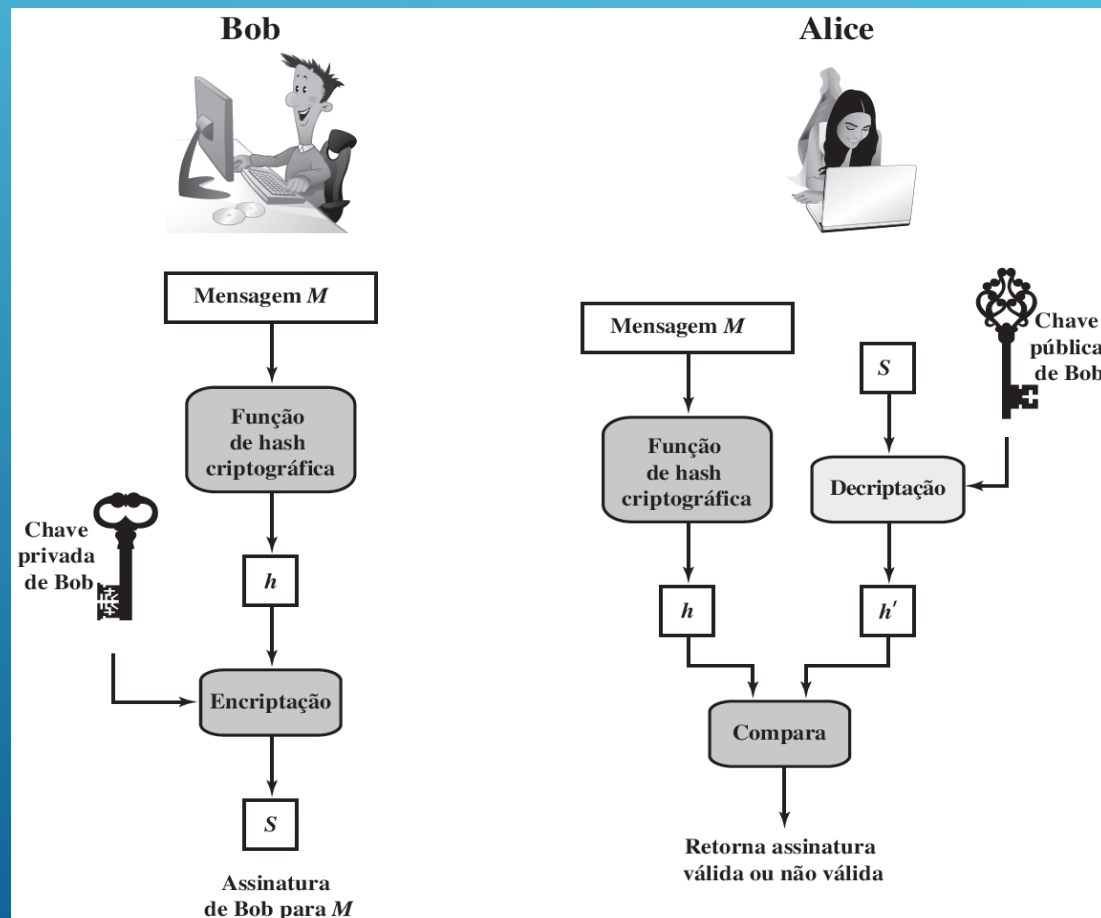 Bob
Mensagem M
Função
de hash
criptográfica
Chave
privada
de Bob
h
Encriptação
S
Assinatura
de Bob para M
Alice
Mensagem M
Chave
pública
de Bob
S
Função
de hash
criptográfica
Decriptação
h
h'
Compara
Retorna assinatura
válida ou não válida